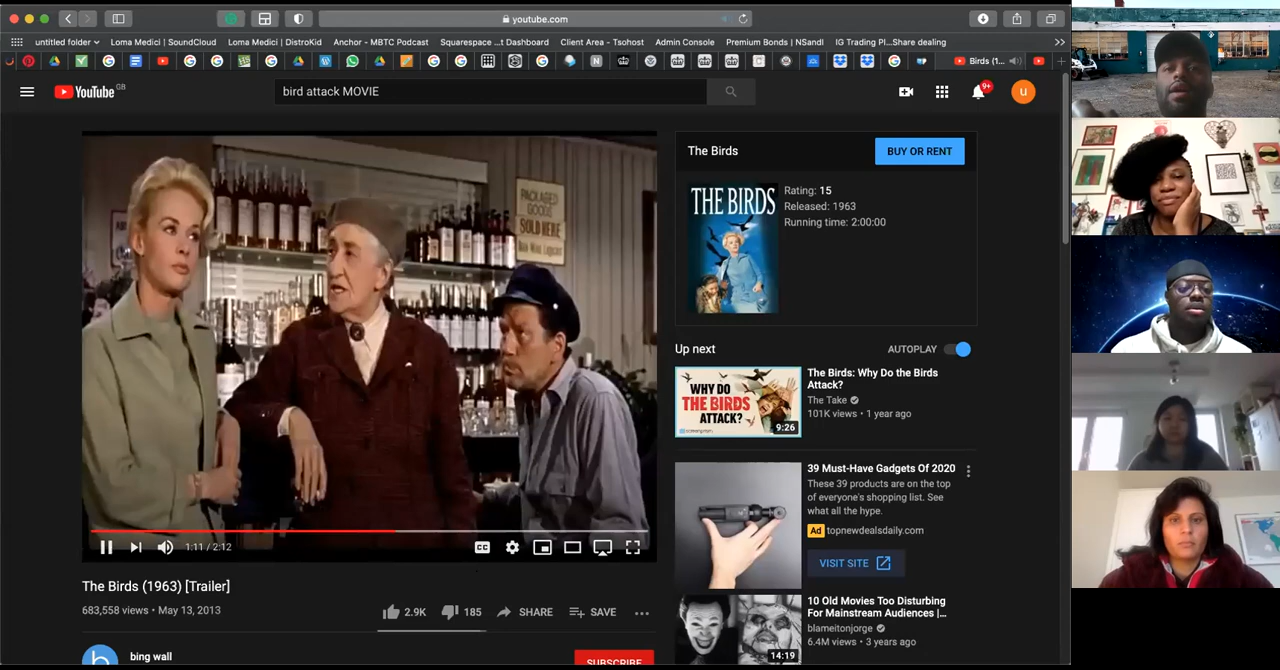 youtube.com
untitled folder
Loma Medici | SoundCloud
Loma Medici | DistroKid
Anchor - MBTC Podcast
Squarespace ...t Dashboard
Client Area - Tsohost
Admin Console
Premium Bonds | NSandI
IG Trading Pl...Share dealing
Birds (1...
YouTube GB
bird attack MOVIE
9+
u
PACKAGED
GOODS
SOLD HERE
The Birds
BUY OR RENT
THE BIRDS
Rating: 15
Released: 1963
Running time: 2:00:00
Up next
AUTOPLAY
WHY DO
THE BIRDS
ATTACK?
9:26
The Birds: Why Do the Birds
Attack?
The Take
101K views • 1 year ago
39 Must-Have Gadgets Of 2020
These 39 products are on the top
of everyone's shopping list. See
what all the hype.
Ad topnewdealsdaily.com
VISIT SITE
10 Old Movies Too Disturbing
For Mainstream Audiences |...
blameitonjorge
6.4M views • 3 years ago
14:19
1:11 / 2:12
CC
The Birds (1963) [Trailer]
683,558 views • May 13, 2013
2.9K
185
SHARE
SAVE
b
bing wall
SUBSCRIBE